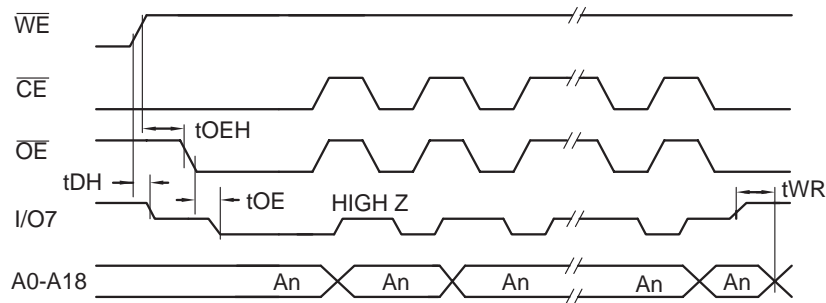 WE
CE
tOEH
OE
tDH
tOE
HIGH Z
tWR
I/O7
A0-A18
An An An An An